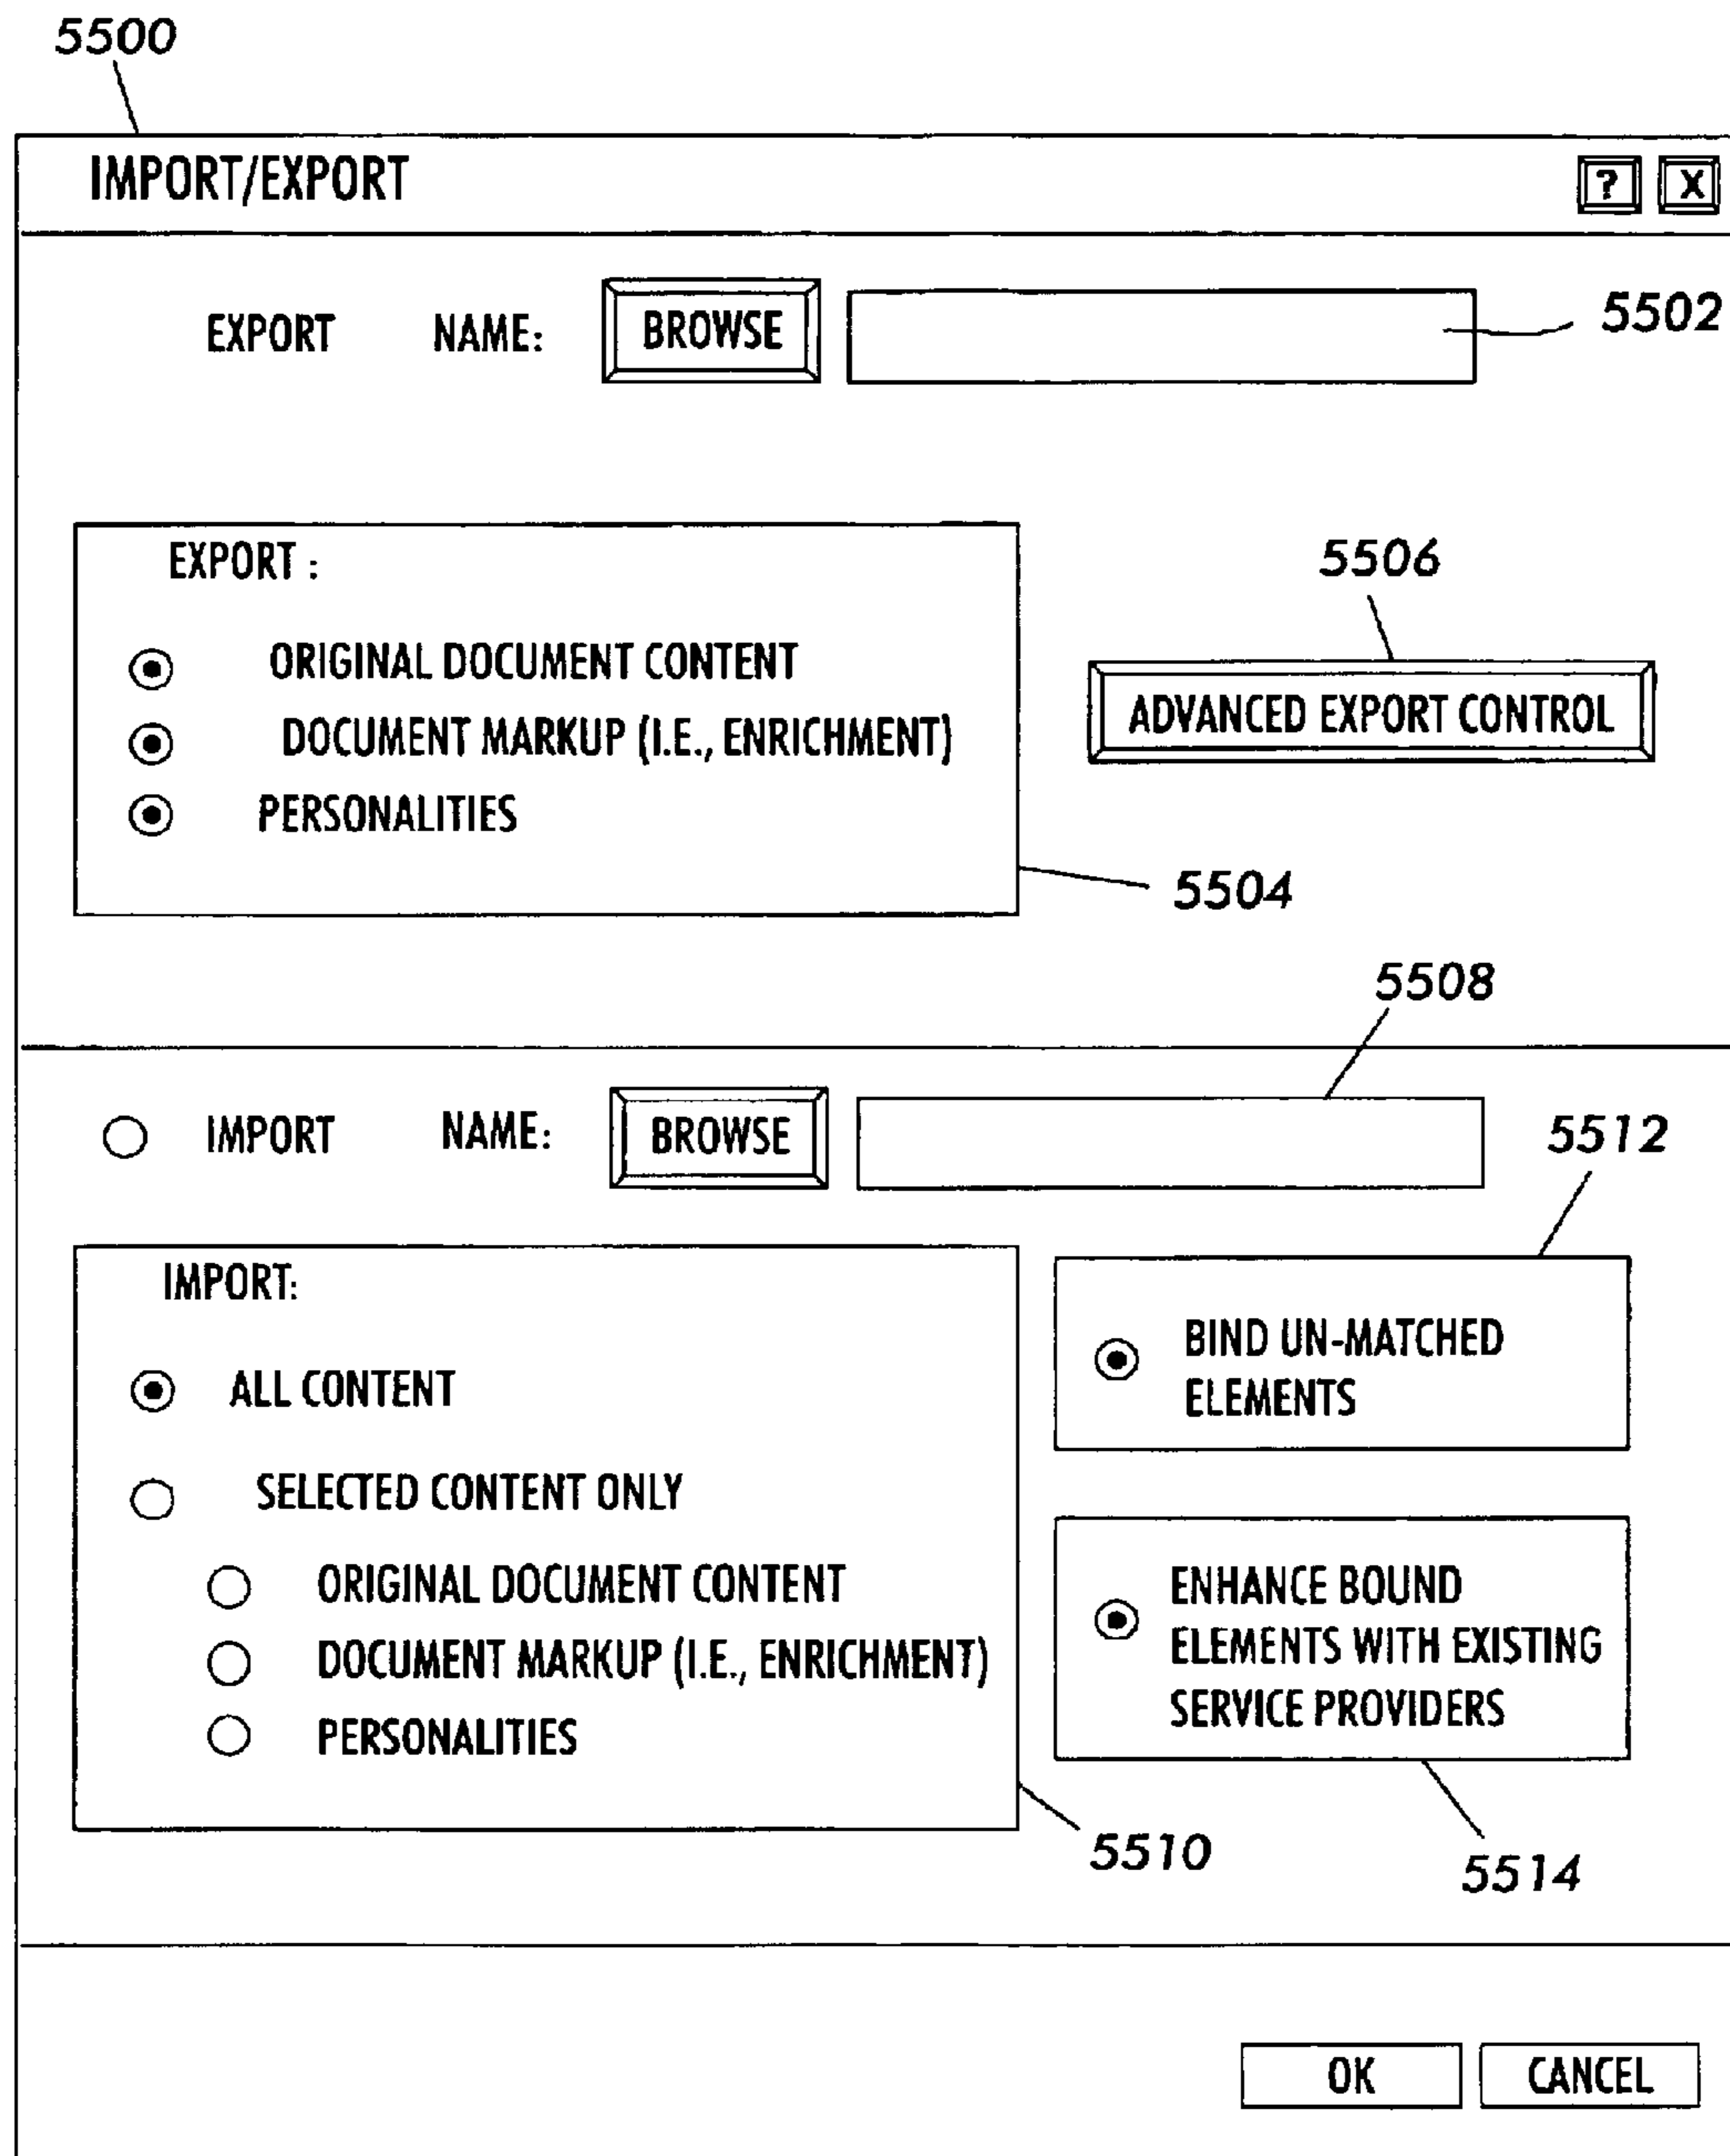 5500
IMPORT/EXPORT ? X
EXPORT NAME: BROWSE 5502
EXPORT :
ORIGINAL DOCUMENT CONTENT
DOCUMENT MARKUP (I.E., ENRICHMENT)
PERSONALITIES
5506
ADVANCED EXPORT CONTROL
5504
5508
IMPORT NAME: BROWSE
5512
IMPORT:
ALL CONTENT
SELECTED CONTENT ONLY
ORIGINAL DOCUMENT CONTENT
DOCUMENT MARKUP (I.E., ENRICHMENT)
PERSONALITIES
BIND UN-MATCHED
ELEMENTS
ENHANCE BOUND
ELEMENTS WITH EXISTING
SERVICE PROVIDERS
5510
5514
OK CANCEL